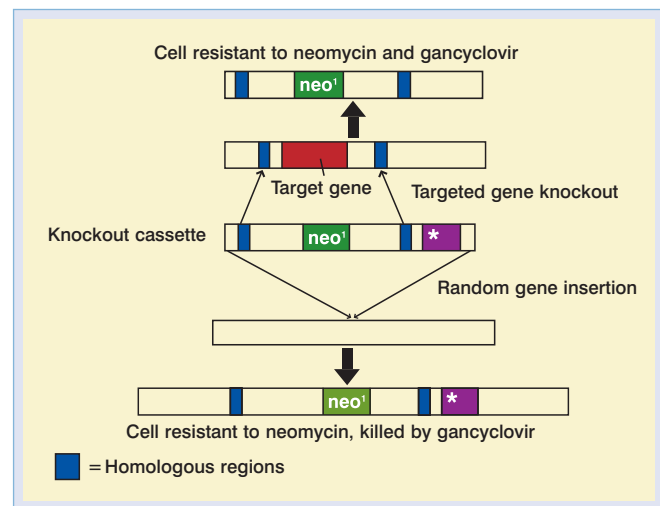 Cell resistant to neomycin and gancyclovir
neo¹
Target gene
Targeted gene knockout
Knockout cassette
neo¹
*
Random gene insertion
neo¹
*
Cell resistant to neomycin, killed by gancyclovir
= Homologous regions